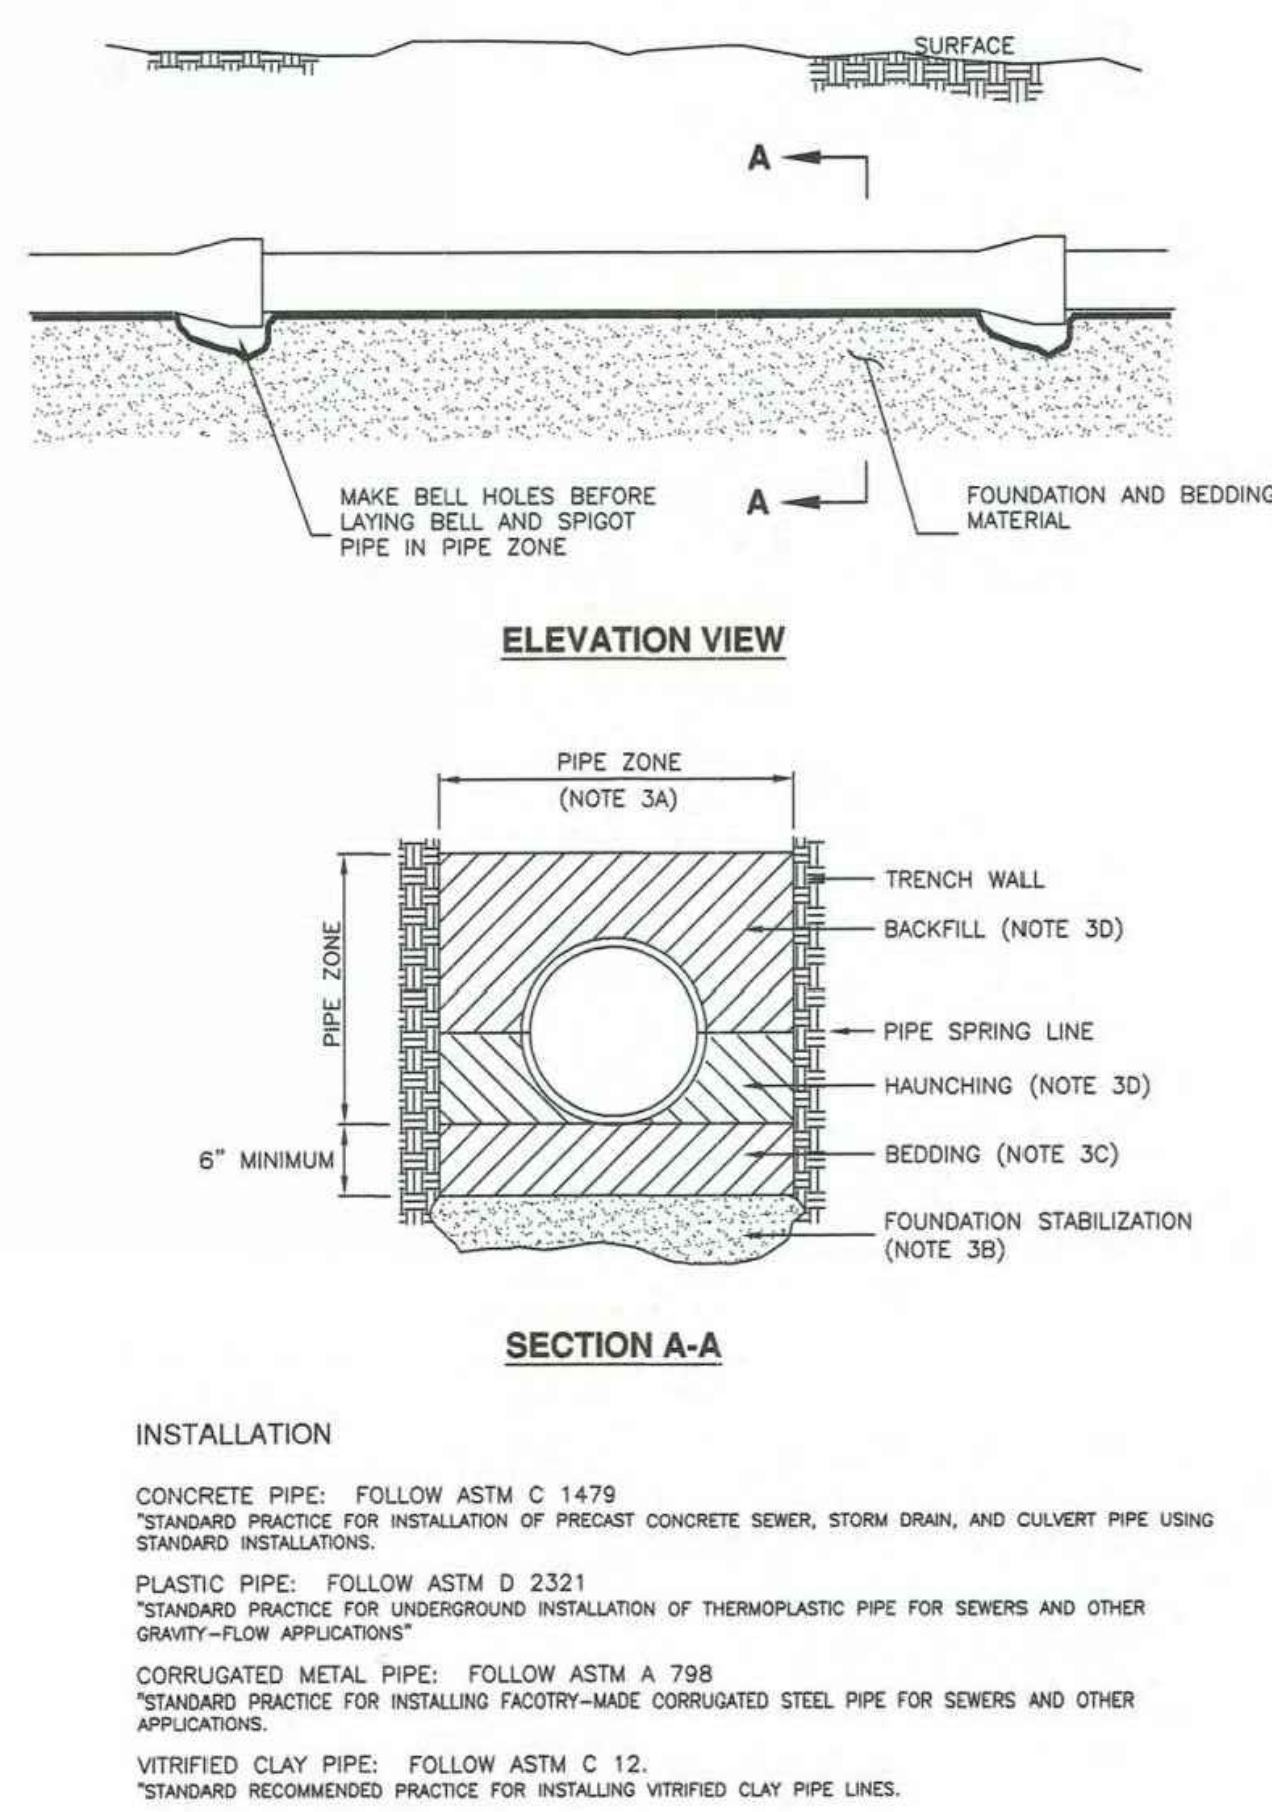 SURFACE
A
MAKE BELL HOLES BEFORE
LAYING BELL AND SPIGOT
PIPE IN PIPE ZONE
A
FOUNDATION AND BEDDING
MATERIAL
ELEVATION VIEW
PIPE ZONE
(NOTE 3A)
TRENCH WALL
BACKFILL (NOTE 3D)
PIPE ZONE
PIPE SPRING LINE
HAUNCHING (NOTE 3D)
6" MINIMUM
BEDDING (NOTE 3C)
FOUNDATION STABILIZATION
(NOTE 3B)
SECTION A-A
INSTALLATION
CONCRETE PIPE: FOLLOW ASTM C 1479
"STANDARD PRACTICE FOR INSTALLATION OF PRECAST CONCRETE SEWER, STORM DRAIN, AND CULVERT PIPE USING
STANDARD INSTALLATIONS.
PLASTIC PIPE: FOLLOW ASTM D 2321
"STANDARD PRACTICE FOR UNDERGROUND INSTALLATION OF THERMOPLASTIC PIPE FOR SEWERS AND OTHER
GRAVITY-FLOW APPLICATIONS"
CORRUGATED METAL PIPE: FOLLOW ASTM A 798
"STANDARD PRACTICE FOR INSTALLING FACOTRY-MADE CORRUGATED STEEL PIPE FOR SEWERS AND OTHER
APPLICATIONS.
VITRIFIED CLAY PIPE: FOLLOW ASTM C 12.
"STANDARD RECOMMENDED PRACTICE FOR INSTALLING VITRIFIED CLAY PIPE LINES.